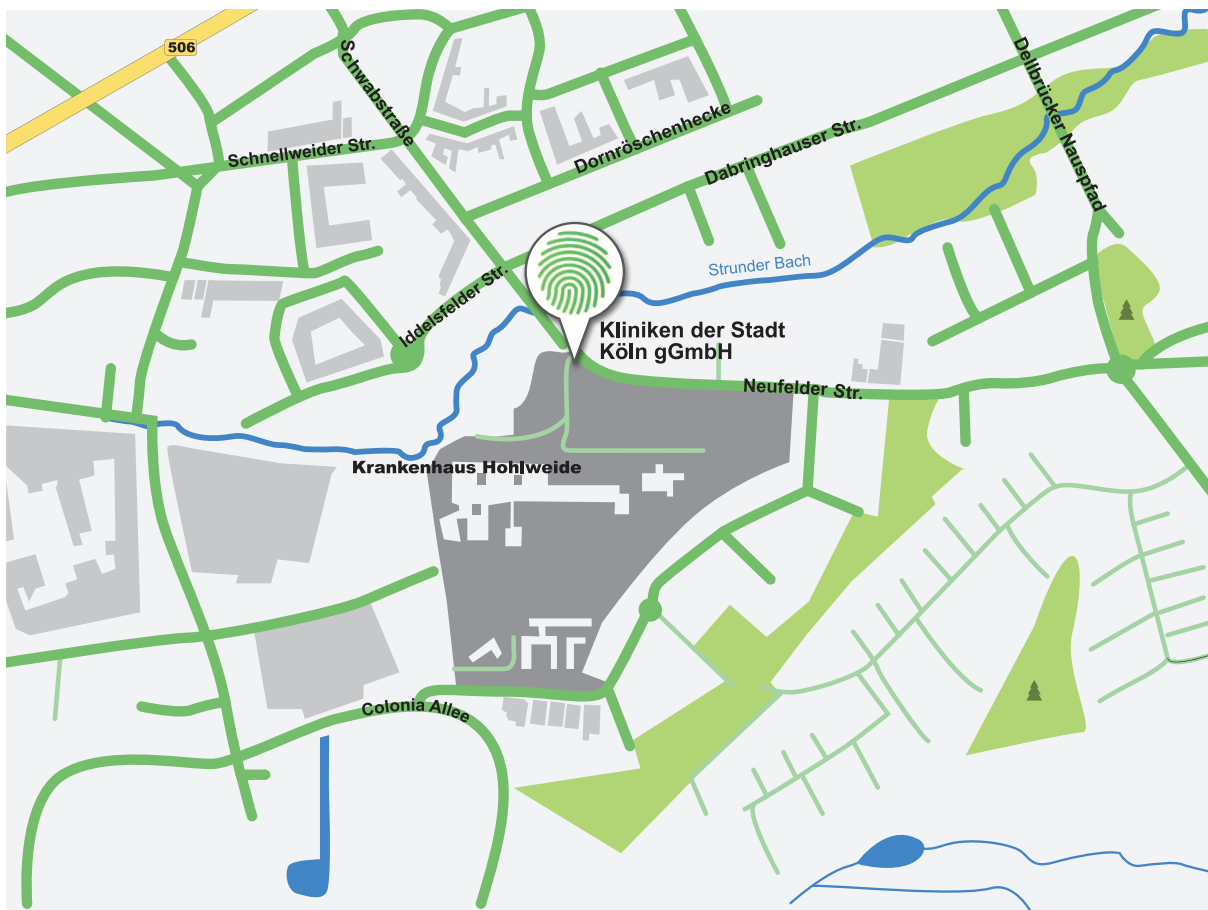 506
Schwabstraße
Dellbrücker Nauspfad
Schnellweider Str.
Dornröschenhecke
Dabringhauser Str.
Strunder Bach
Iddelsfelder Str.
Kliniken der Stadt
Köln gGmbH
Neufelder Str.
Krankenhaus Hohlweide
Colonia Allee